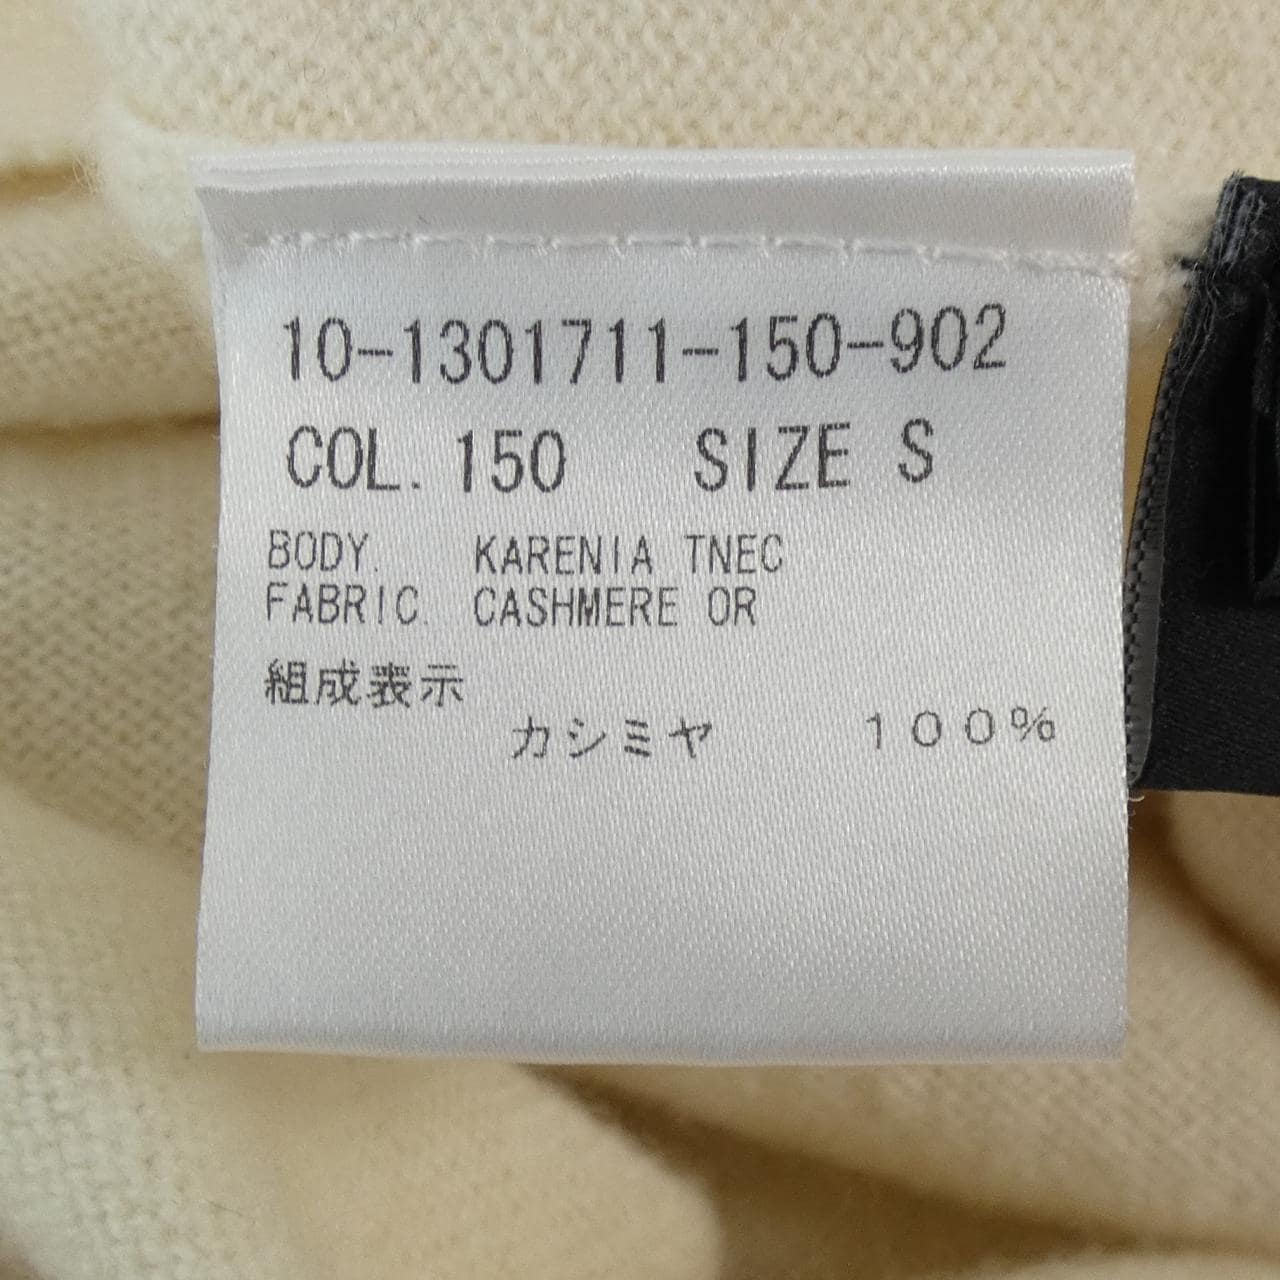 10-1301711-150-902
COL. 150 SIZE S
BODY. KARENIA TNEC
FABRIC. CASHMERE OR
組成表示
カシミヤ 100%